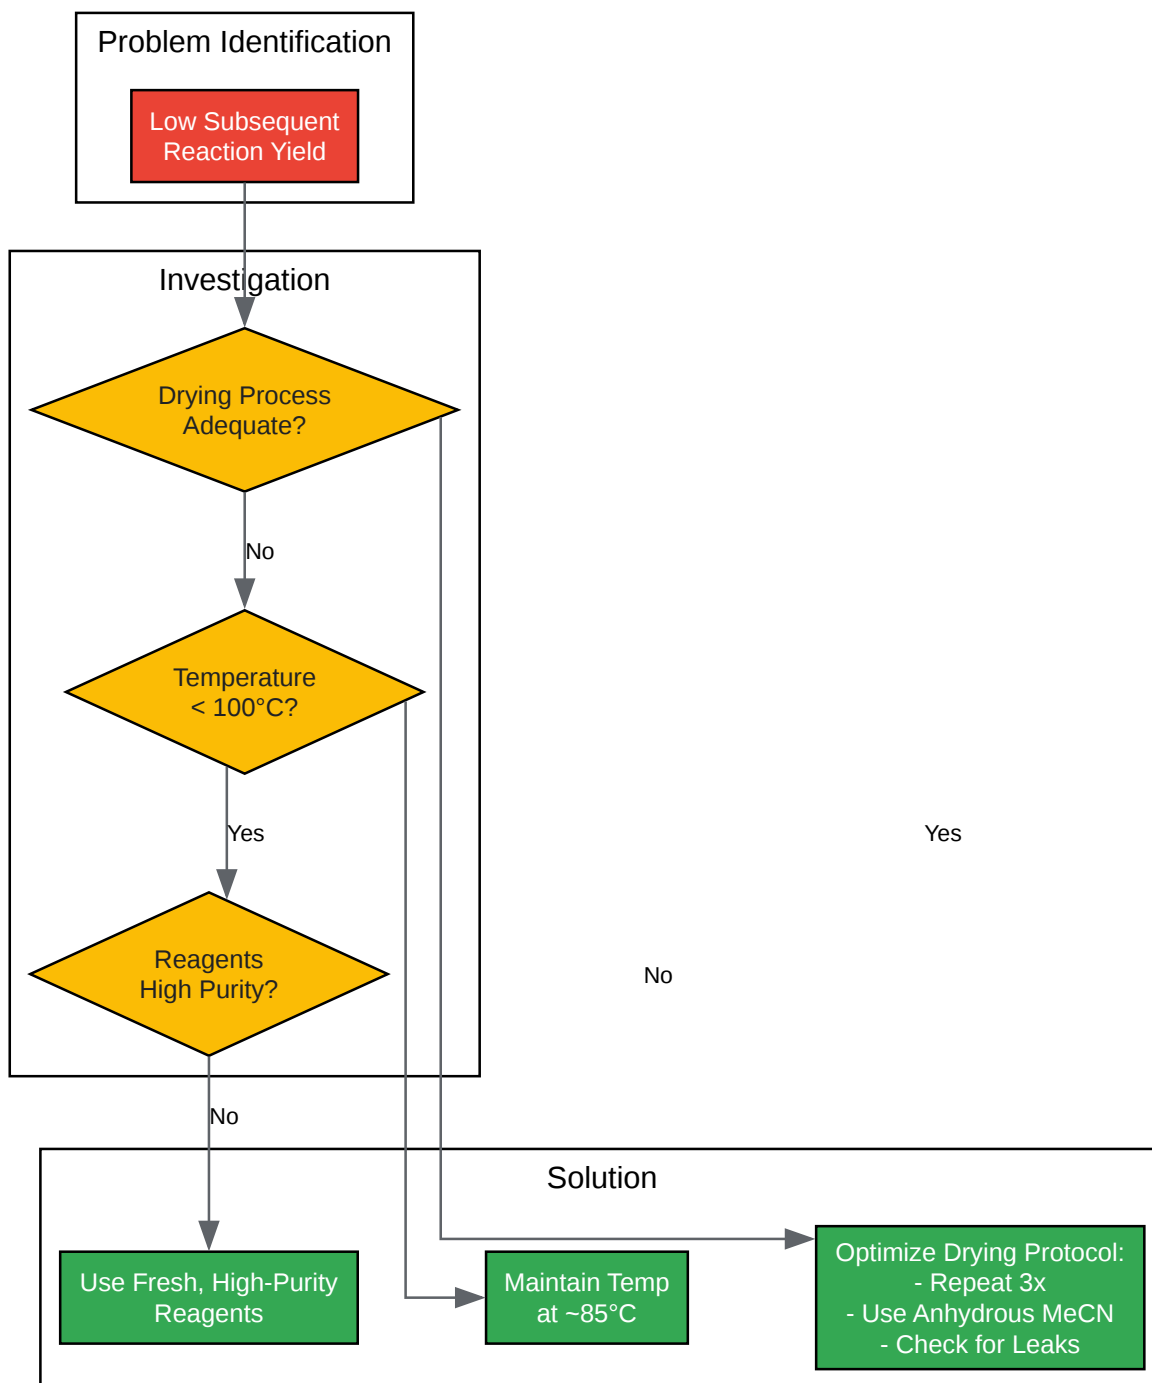 Problem Identification
Low Subsequent
Reaction Yield
Investigation
Drying Process
Adequate?
No
Temperature
< 100°C?
Yes
Yes
Reagents
High Purity?
No
No
Solution
Use Fresh, High-Purity
Reagents
Maintain Temp
at ~85°C
Optimize Drying Protocol:
- Repeat 3x
- Use Anhydrous MeCN
- Check for Leaks